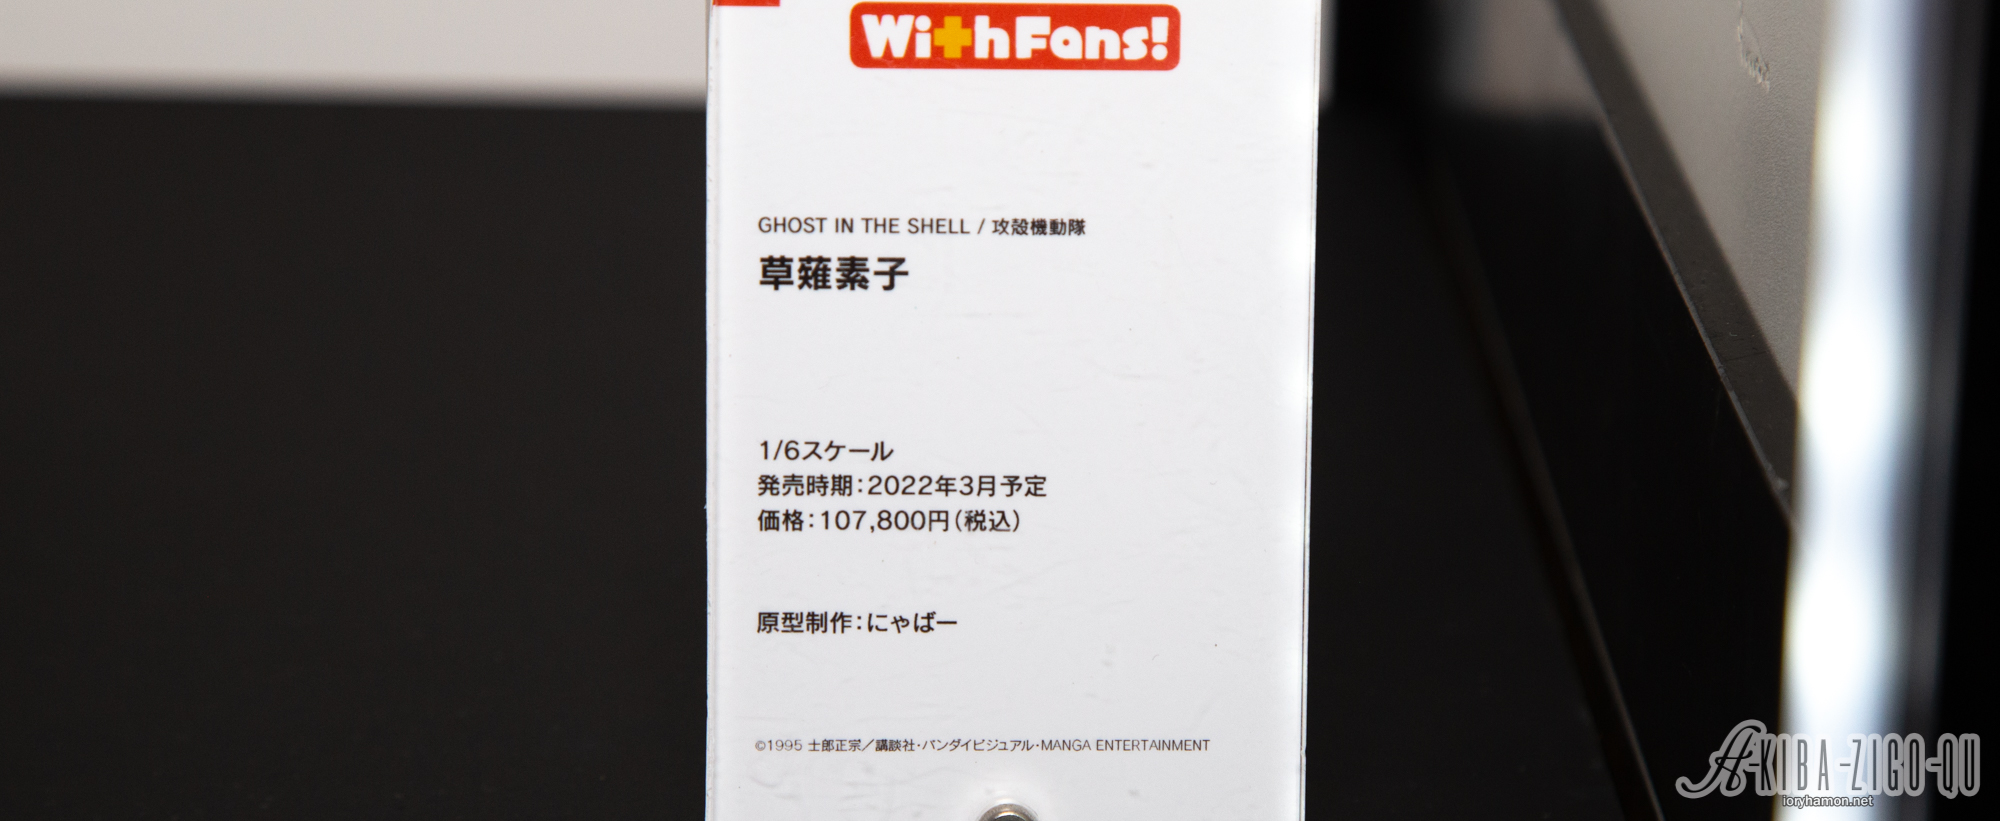 With Fans!
GHOST IN THE SHELL / 攻殻機動隊
草薙素子
1/6スケール
発売時期：2022年3月予定
価格：107,800円（税込）
原型制作：にゃばー
©1995 士郎正宗／講談社・バンダイビジュアル・MANGA ENTERTAINMENT
AKIBA-ZIGO-QU
ioryhamon.net